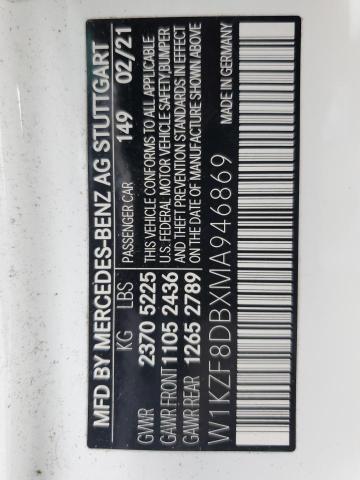 MFD BY MERCEDES-BENZ AG STUTTGART
KG LBS PASSENGER CAR 149 02/21
GVWR 2370 5225
GAWR FRONT 1105 2436
GAWR REAR 1265 2789
THIS VEHICLE CONFORMS TO ALL APPLICABLE
U.S. FEDERAL MOTOR VEHICLE SAFETY,BUMPER
AND THEFT PREVENTION STANDARDS IN EFFECT
ON THE DATE OF MANUFACTURE SHOWN ABOVE
W1KZF8DBXMA946869 MADE IN GERMANY